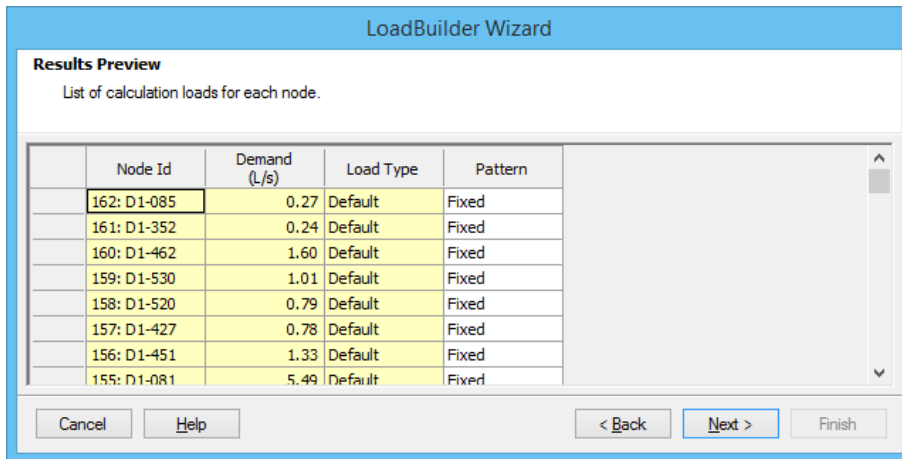 LoadBuilder Wizard
Results Preview
List of calculation loads for each node.
Node Id Demand (L/s) Load Type Pattern
162: D1-085 0.27 Default Fixed
161: D1-352 0.24 Default Fixed
160: D1-462 1.60 Default Fixed
159: D1-530 1.01 Default Fixed
158: D1-520 0.79 Default Fixed
157: D1-427 0.78 Default Fixed
156: D1-451 1.33 Default Fixed
155: D1-081 5.49 Default Fixed
Cancel Help < Back Next > Finish